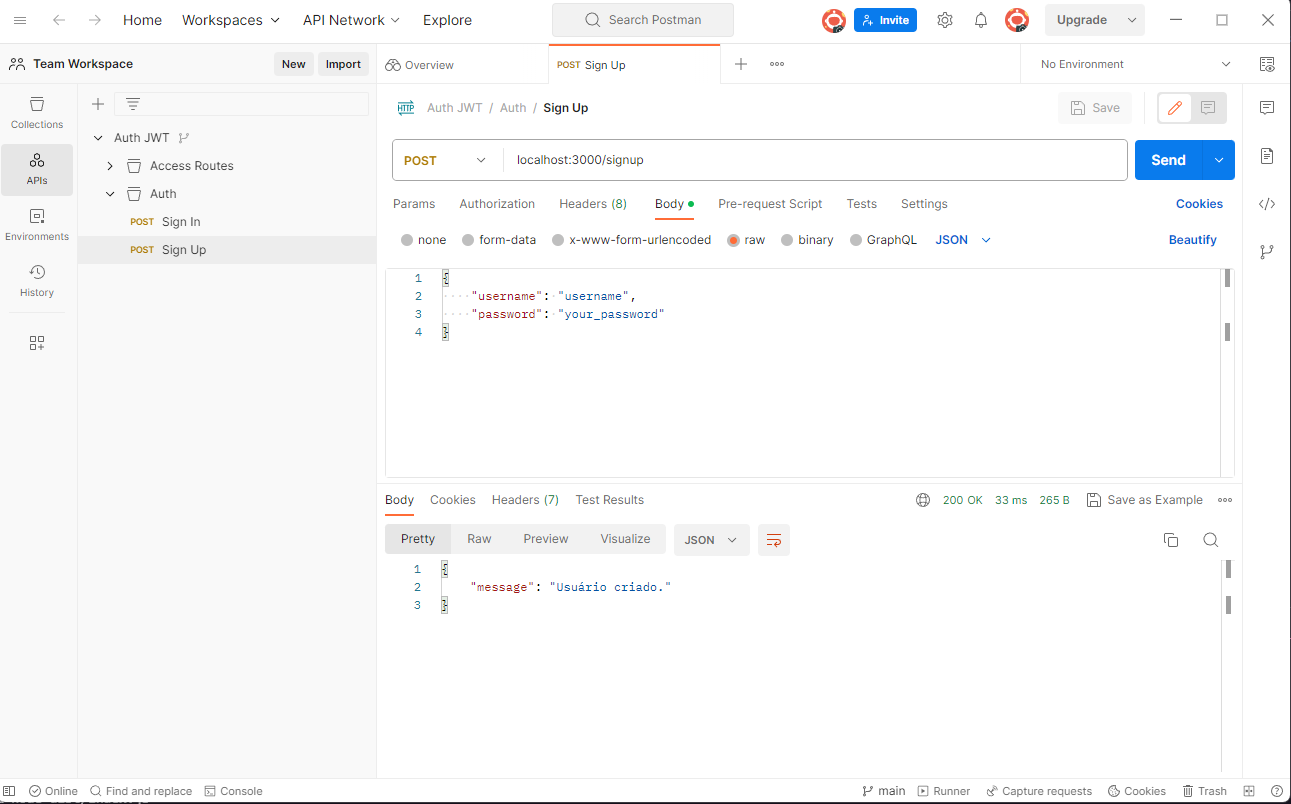 Home Workspaces API Network Explore Search Postman Invite Upgrade
Team Workspace New Import Overview POST Sign Up No Environment
Collections
APIs
Environments
History
Auth JWT
Access Routes
Auth
POST Sign In
POST Sign Up
HTTP Auth JWT / Auth / Sign Up Save
POST localhost:3000/signup Send
Params Authorization Headers (8) Body Pre-request Script Tests Settings Cookies
none form-data x-www-form-urlencoded raw binary GraphQL JSON Beautify
1 {
2 "username": "username",
3 "password": "your_password"
4 }
Body Cookies Headers (7) Test Results 200 OK 33 ms 265 B Save as Example
Pretty Raw Preview Visualize JSON
1 {
2 "message": "Usuário criado."
3 }
Online Find and replace Console main Runner Capture requests Cookies Trash